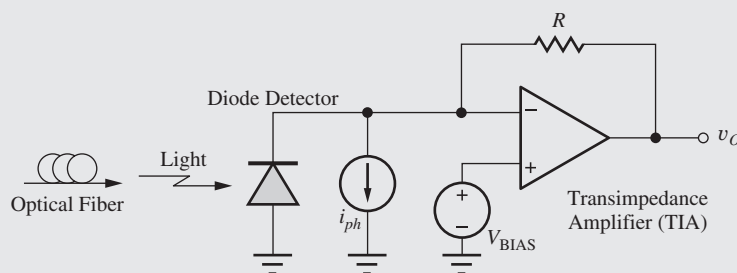 R
Diode Detector
Light
Optical Fiber
i_ph
V_BIAS
v_O
−
+
+
−
Transimpedance
Amplifier (TIA)